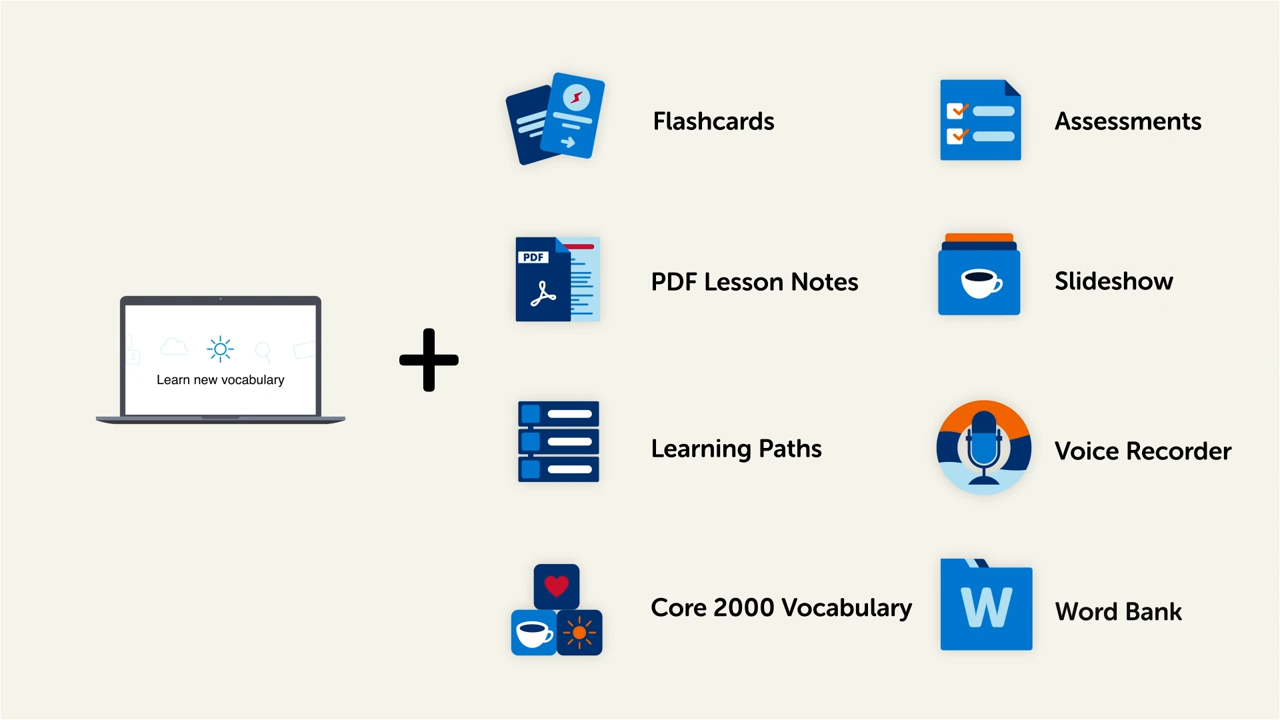 Flashcards
Assessments
PDF
PDF Lesson Notes
Slideshow
3
Learn new vocabulary
Learning Paths
Voice Recorder
Core 2000 Vocabulary
W
Word Bank